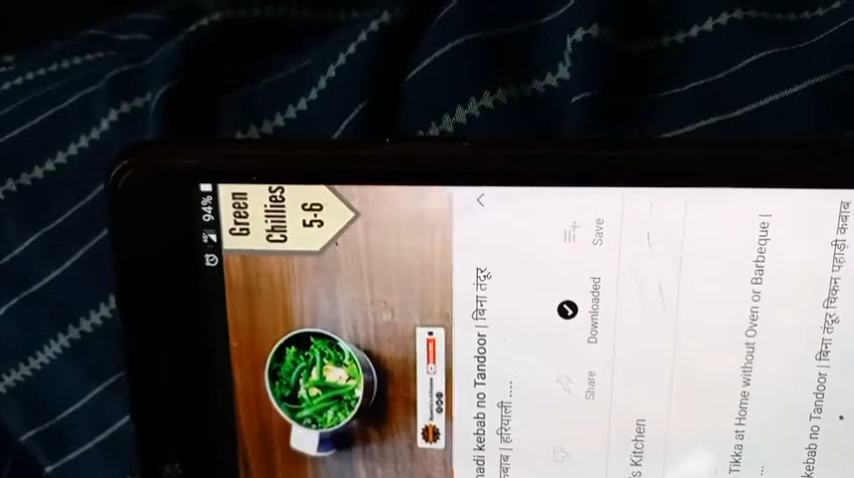 94%
Green
Chillies
5-6
kebab no Tandoor | बिना तंदूर
हरियाली .....
Share
Downloaded
Save
Kitchen
Tikka at Home without Oven or Barbeque |
...
kebab no Tandoor | बिना तंदूर चिकन पहाड़ी कबाब